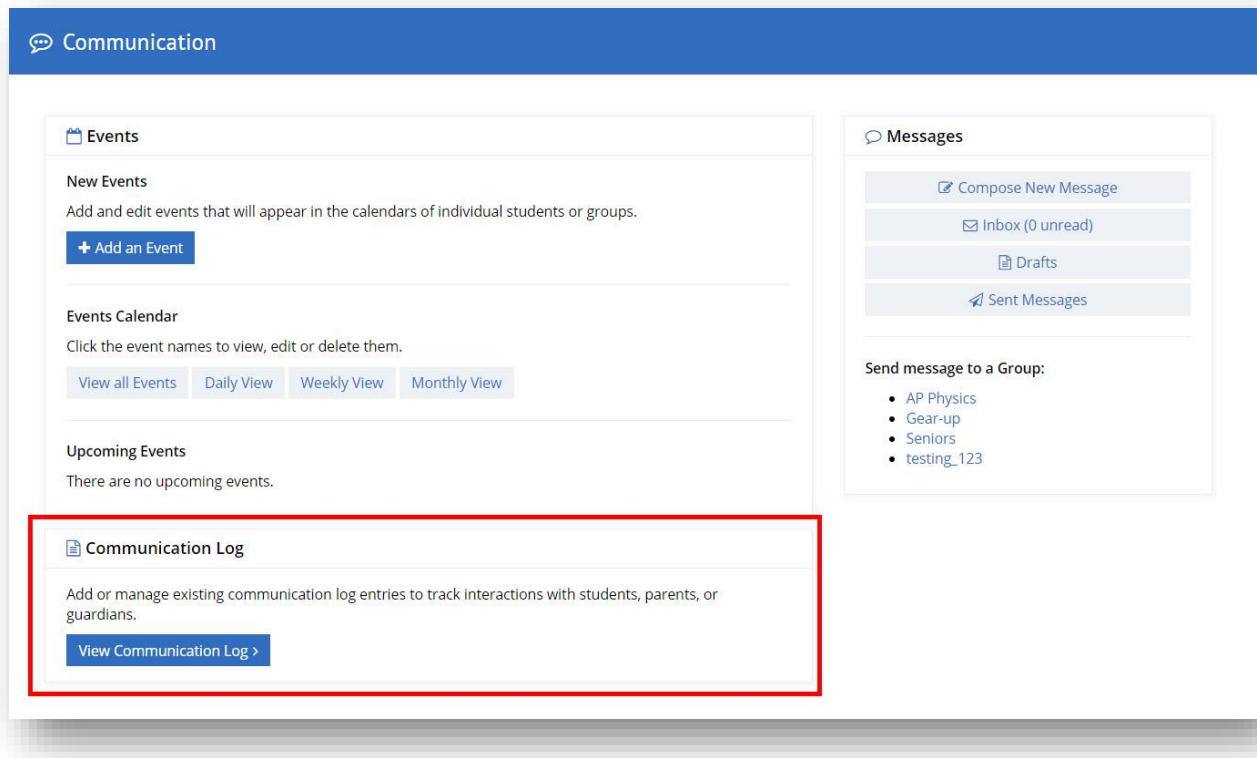 Communication
Events
New Events
Add and edit events that will appear in the calendars of individual students or groups.
+ Add an Event
Events Calendar
Click the event names to view, edit or delete them.
View all Events Daily View Weekly View Monthly View
Upcoming Events
There are no upcoming events.
Communication Log
Add or manage existing communication log entries to track interactions with students, parents, or
guardians.
View Communication Log >
Messages
Compose New Message
Inbox (0 unread)
Drafts
Sent Messages
Send message to a Group:
• AP Physics
• Gear-up
• Seniors
• testing_123